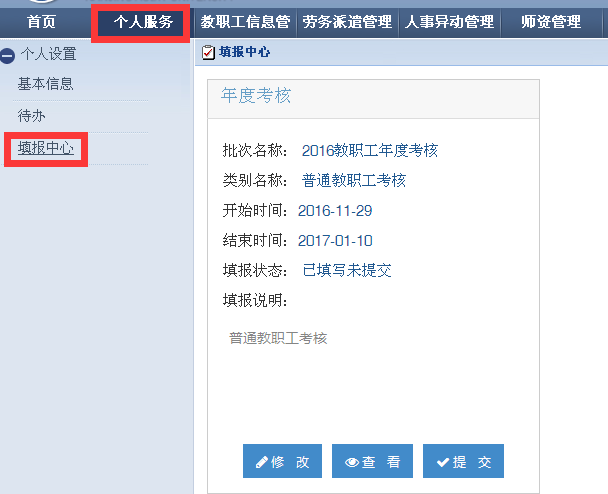 首页 个人服务 教职工信息管 劳务派遣管理 人事异动管理 师资管理
个人设置
基本信息
待办
填报中心
填报中心
年度考核
批次名称： 2016教职工年度考核
类别名称： 普通教职工考核
开始时间：2016-11-29
结束时间：2017-01-10
填报状态： 已填写未提交
填报说明：
普通教职工考核
修 改 查 看 提 交